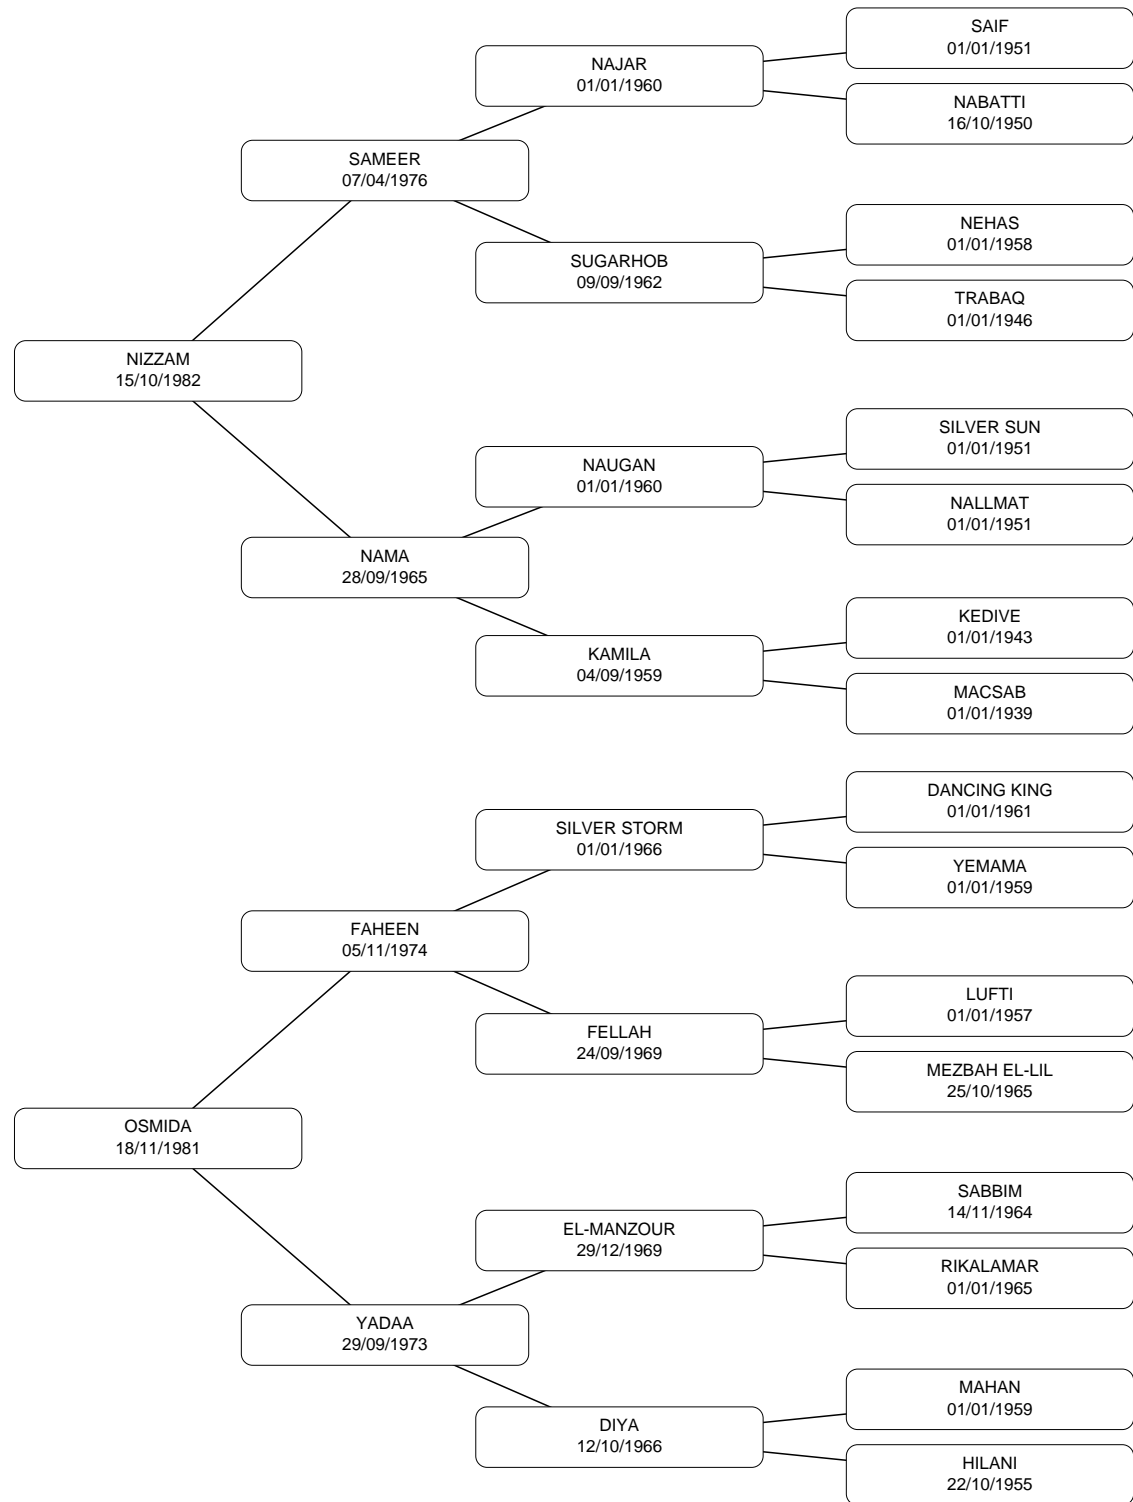 SAIF
01/01/1951
NAJAR
01/01/1960
NABATTI
16/10/1950
SAMEER
07/04/1976
NEHAS
01/01/1958
SUGARHOB
09/09/1962
TRABAQ
01/01/1946
NIZZAM
15/10/1982
SILVER SUN
01/01/1951
NAUGAN
01/01/1960
NALLMAT
01/01/1951
NAMA
28/09/1965
KEDIVE
01/01/1943
KAMILA
04/09/1959
MACSAB
01/01/1939
DANCING KING
01/01/1961
SILVER STORM
01/01/1966
YEMAMA
01/01/1959
FAHEEN
05/11/1974
LUFTI
01/01/1957
FELLAH
24/09/1969
MEZBAH EL-LIL
25/10/1965
OSMIDA
18/11/1981
SABBIM
14/11/1964
EL-MANZOUR
29/12/1969
RIKALAMAR
01/01/1965
YADAA
29/09/1973
MAHAN
01/01/1959
DIYA
12/10/1966
HILANI
22/10/1955